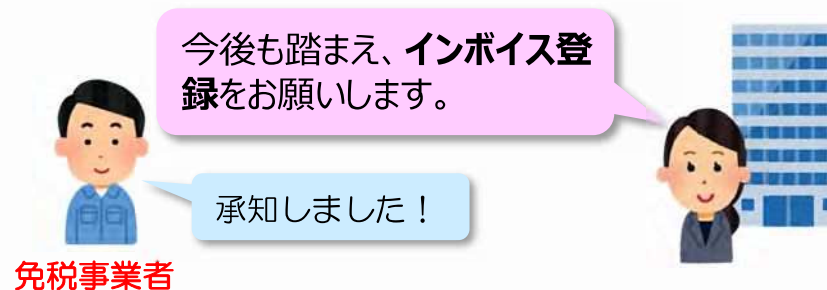 今後も踏まえ、インボイス登
録をお願いします。
承知しました！
免税事業者